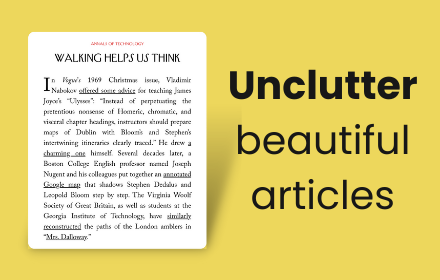 ANNALS OF TECHNOLOGY
WALKING HELPS US THINK
In Vogue's 1969 Christmas issue, Vladimir
Nabokov offered some advice for teaching James
Joyce's "Ulysses": "Instead of perpetuating the
pretentious nonsense of Homeric, chromatic, and
visceral chapter headings, instructors should prepare
maps of Dublin with Bloom's and Stephen's
intertwining itineraries clearly traced." He drew a
charming one himself. Several decades later, a
Boston College English professor named Joseph
Nugent and his colleagues put together an annotated
Google map that shadows Stephen Dedalus and
Leopold Bloom step by step. The Virginia Woolf
Society of Great Britain, as well as students at the
Georgia Institute of Technology, have similarly
reconstructed the paths of the London amblers in
"Mrs. Dalloway."
Unclutter
beautiful
articles